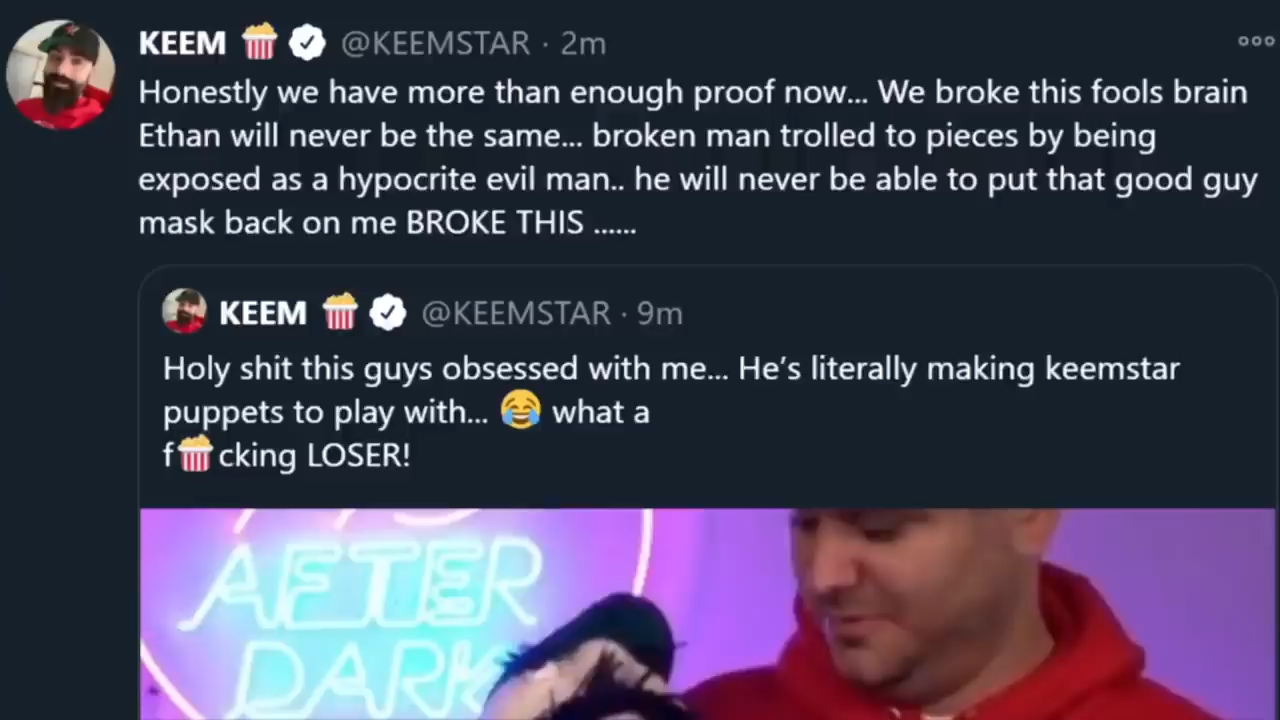 KEEM 🍿 @KEEMSTAR · 2m
Honestly we have more than enough proof now... We broke this fools brain
Ethan will never be the same... broken man trolled to pieces by being
exposed as a hypocrite evil man.. he will never be able to put that good guy
mask back on me BROKE THIS ......
KEEM 🍿 @KEEMSTAR · 9m
Holy shit this guys obsessed with me... He's literally making keemstar
puppets to play with... 😂 what a
f🍿cking LOSER!
AFTER
DARK